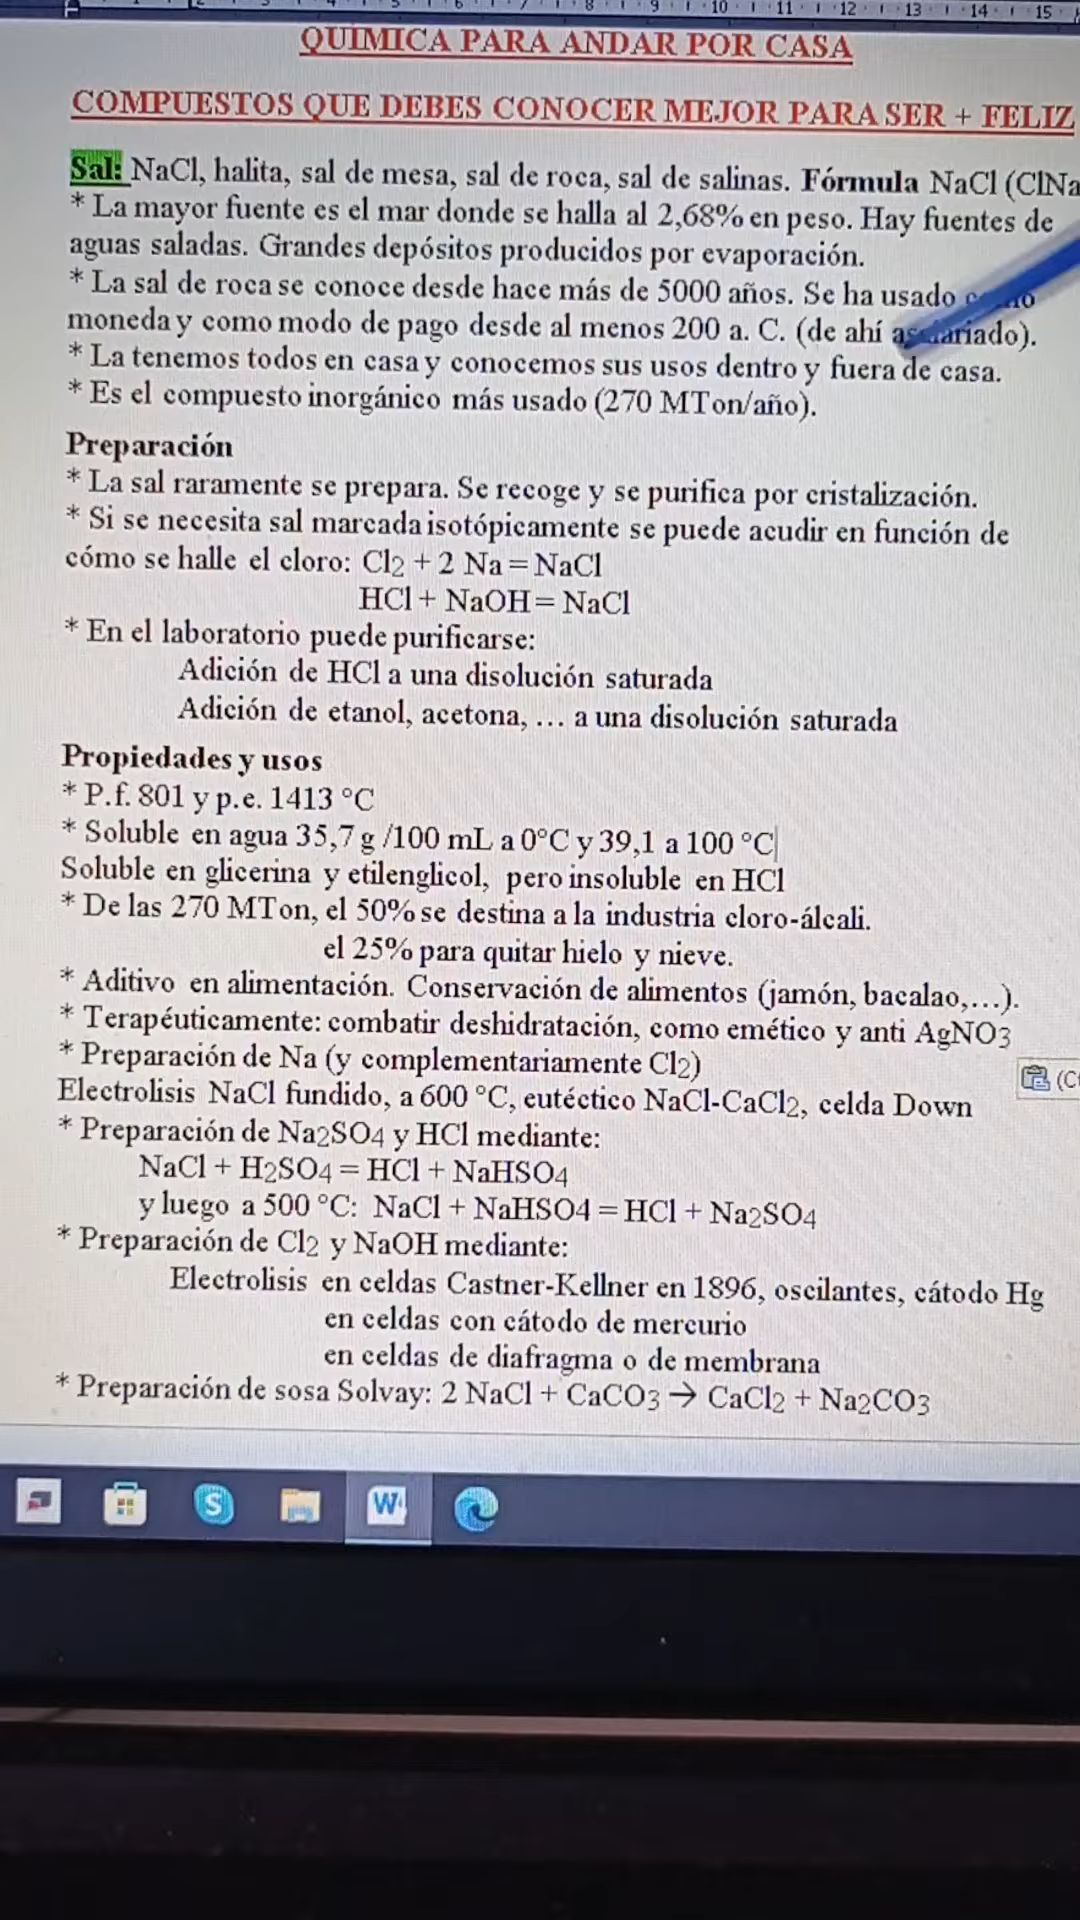 8 9 10 11 12 13 14 15
QUÍMICA PARA ANDAR POR CASA
COMPUESTOS QUE DEBES CONOCER MEJOR PARA SER + FELIZ
Sal: NaCl, halita, sal de mesa, sal de roca, sal de salinas. Fórmula NaCl (ClNa
* La mayor fuente es el mar donde se halla al 2,68% en peso. Hay fuentes de
aguas saladas. Grandes depósitos producidos por evaporación.
* La sal de roca se conoce desde hace más de 5000 años. Se ha usado
moneda y como modo de pago desde al menos 200 a. C. (de ahí
* La tenemos todos en casa y conocemos sus usos dentro y fuera de casa.
* Es el compuesto inorgánico más usado (270 MTon/año).
Preparación
* La sal raramente se prepara. Se recoge y se purifica por cristalización.
* Si se necesita sal marcada isotópicamente se puede acudir en función de
cómo se halle el cloro: Cl2 + 2 Na = NaCl
HCl + NaOH = NaCl
* En el laboratorio puede purificarse:
Adición de HCl a una disolución saturada
Adición de etanol, acetona, … a una disolución saturada
Propiedades y usos
* P.f. 801 y p.e. 1413 °C
* Soluble en agua 35,7 g /100 mL a 0°C y 39,1 a 100 °C
Soluble en glicerina y etilenglicol, pero insoluble en HCl
* De las 270 MTon, el 50% se destina a la industria cloro-álcali.
el 25% para quitar hielo y nieve.
* Aditivo en alimentación. Conservación de alimentos (jamón, bacalao,…).
* Terapéuticamente: combatir deshidratación, como emético y anti AgNO3
* Preparación de Na (y complementariamente Cl2)
Electrolisis NaCl fundido, a 600 °C, eutéctico NaCl-CaCl2, celda Down
* Preparación de Na2SO4 y HCl mediante:
NaCl + H2SO4 = HCl + NaHSO4
y luego a 500 °C: NaCl + NaHSO4 = HCl + Na2SO4
* Preparación de Cl2 y NaOH mediante:
Electrolisis en celdas Castner-Kellner en 1896, oscilantes, cátodo Hg
en celdas con cátodo de mercurio
en celdas de diafragma o de membrana
* Preparación de sosa Solvay: 2 NaCl + CaCO3 → CaCl2 + Na2CO3